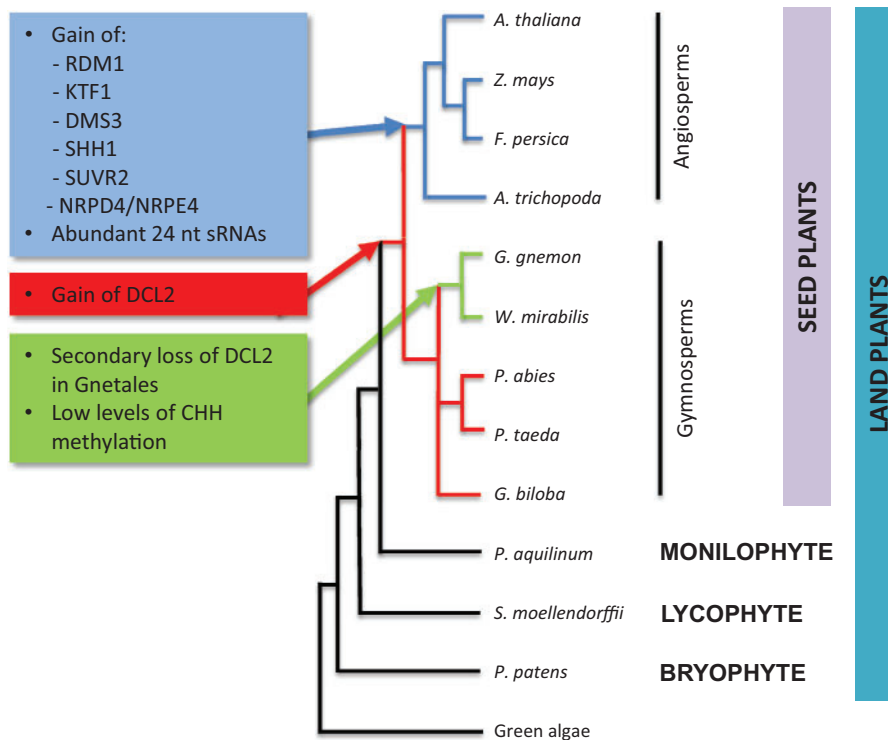 • Gain of:
- RDM1
- KTF1
- DMS3
- SHH1
- SUVR2
- NRPD4/NRPE4
• Abundant 24 nt sRNAs
• Gain of DCL2
• Secondary loss of DCL2
in Gnetales
• Low levels of CHH
methylation
A. thaliana
Z. mays
F. persica
A. trichopoda
G. gnemon
W. mirabilis
P. abies
P. taeda
G. biloba
P. aquilinum
S. moellendorffii
P. patens
Green algae
Angiosperms
Gymnosperms
MONILOPHYTE
LYCOPHYTE
BRYOPHYTE
SEED PLANTS
LAND PLANTS